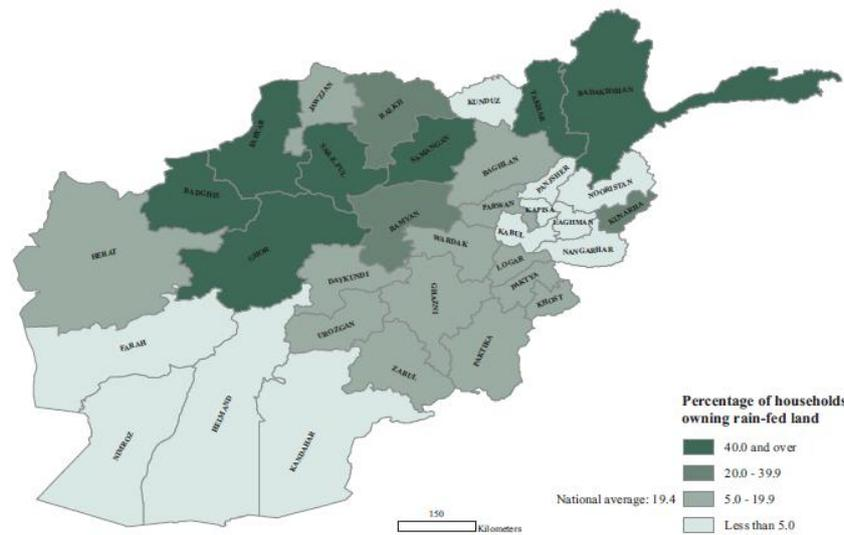 BADAKHSHAN
TAKHAR
KUNDUZ
BALKH
JAWZJAN
SAMANGAN
SAR-E-PUL
BADGHIS
BAGHLAN
PANJSHER
NOORISTAN
KUNARHA
PARWAN
KAPISA
LAGHMAN
KABUL
NANGARHAR
BAMYAN
WARDAK
LOGAR
PAKTYA
KHOST
GHOR
HERAT
DAYKUNDI
GHAZNI
UROZGAN
ZABUL
PAKTIKA
FARAH
NIMROZ
HELMAND
KANDAHAR
Percentage of households
owning rain-fed land
40.0 and over
20.0 - 39.9
National average: 19.4
5.0 - 19.9
Less than 5.0
150
Kilometers